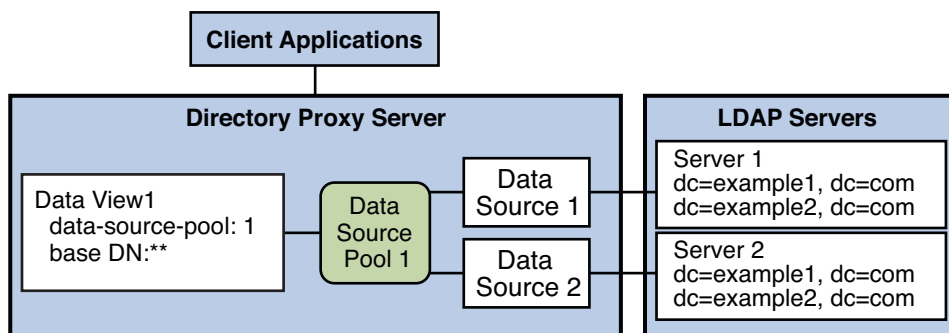 Client Applications
Directory Proxy Server
LDAP Servers
Data View1
data-source-pool: 1
base DN:**
Data
Source
Pool 1
Data
Source 1
Data
Source 2
Server 1
dc=example1, dc=com
dc=example2, dc=com
Server 2
dc=example1, dc=com
dc=example2, dc=com